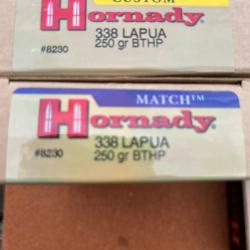 CUSTOM
Hornady
338 LAPUA
#8230
250 gr BTHP
MATCH™
Hornady
338 LAPUA
#8230
250 gr BTHP